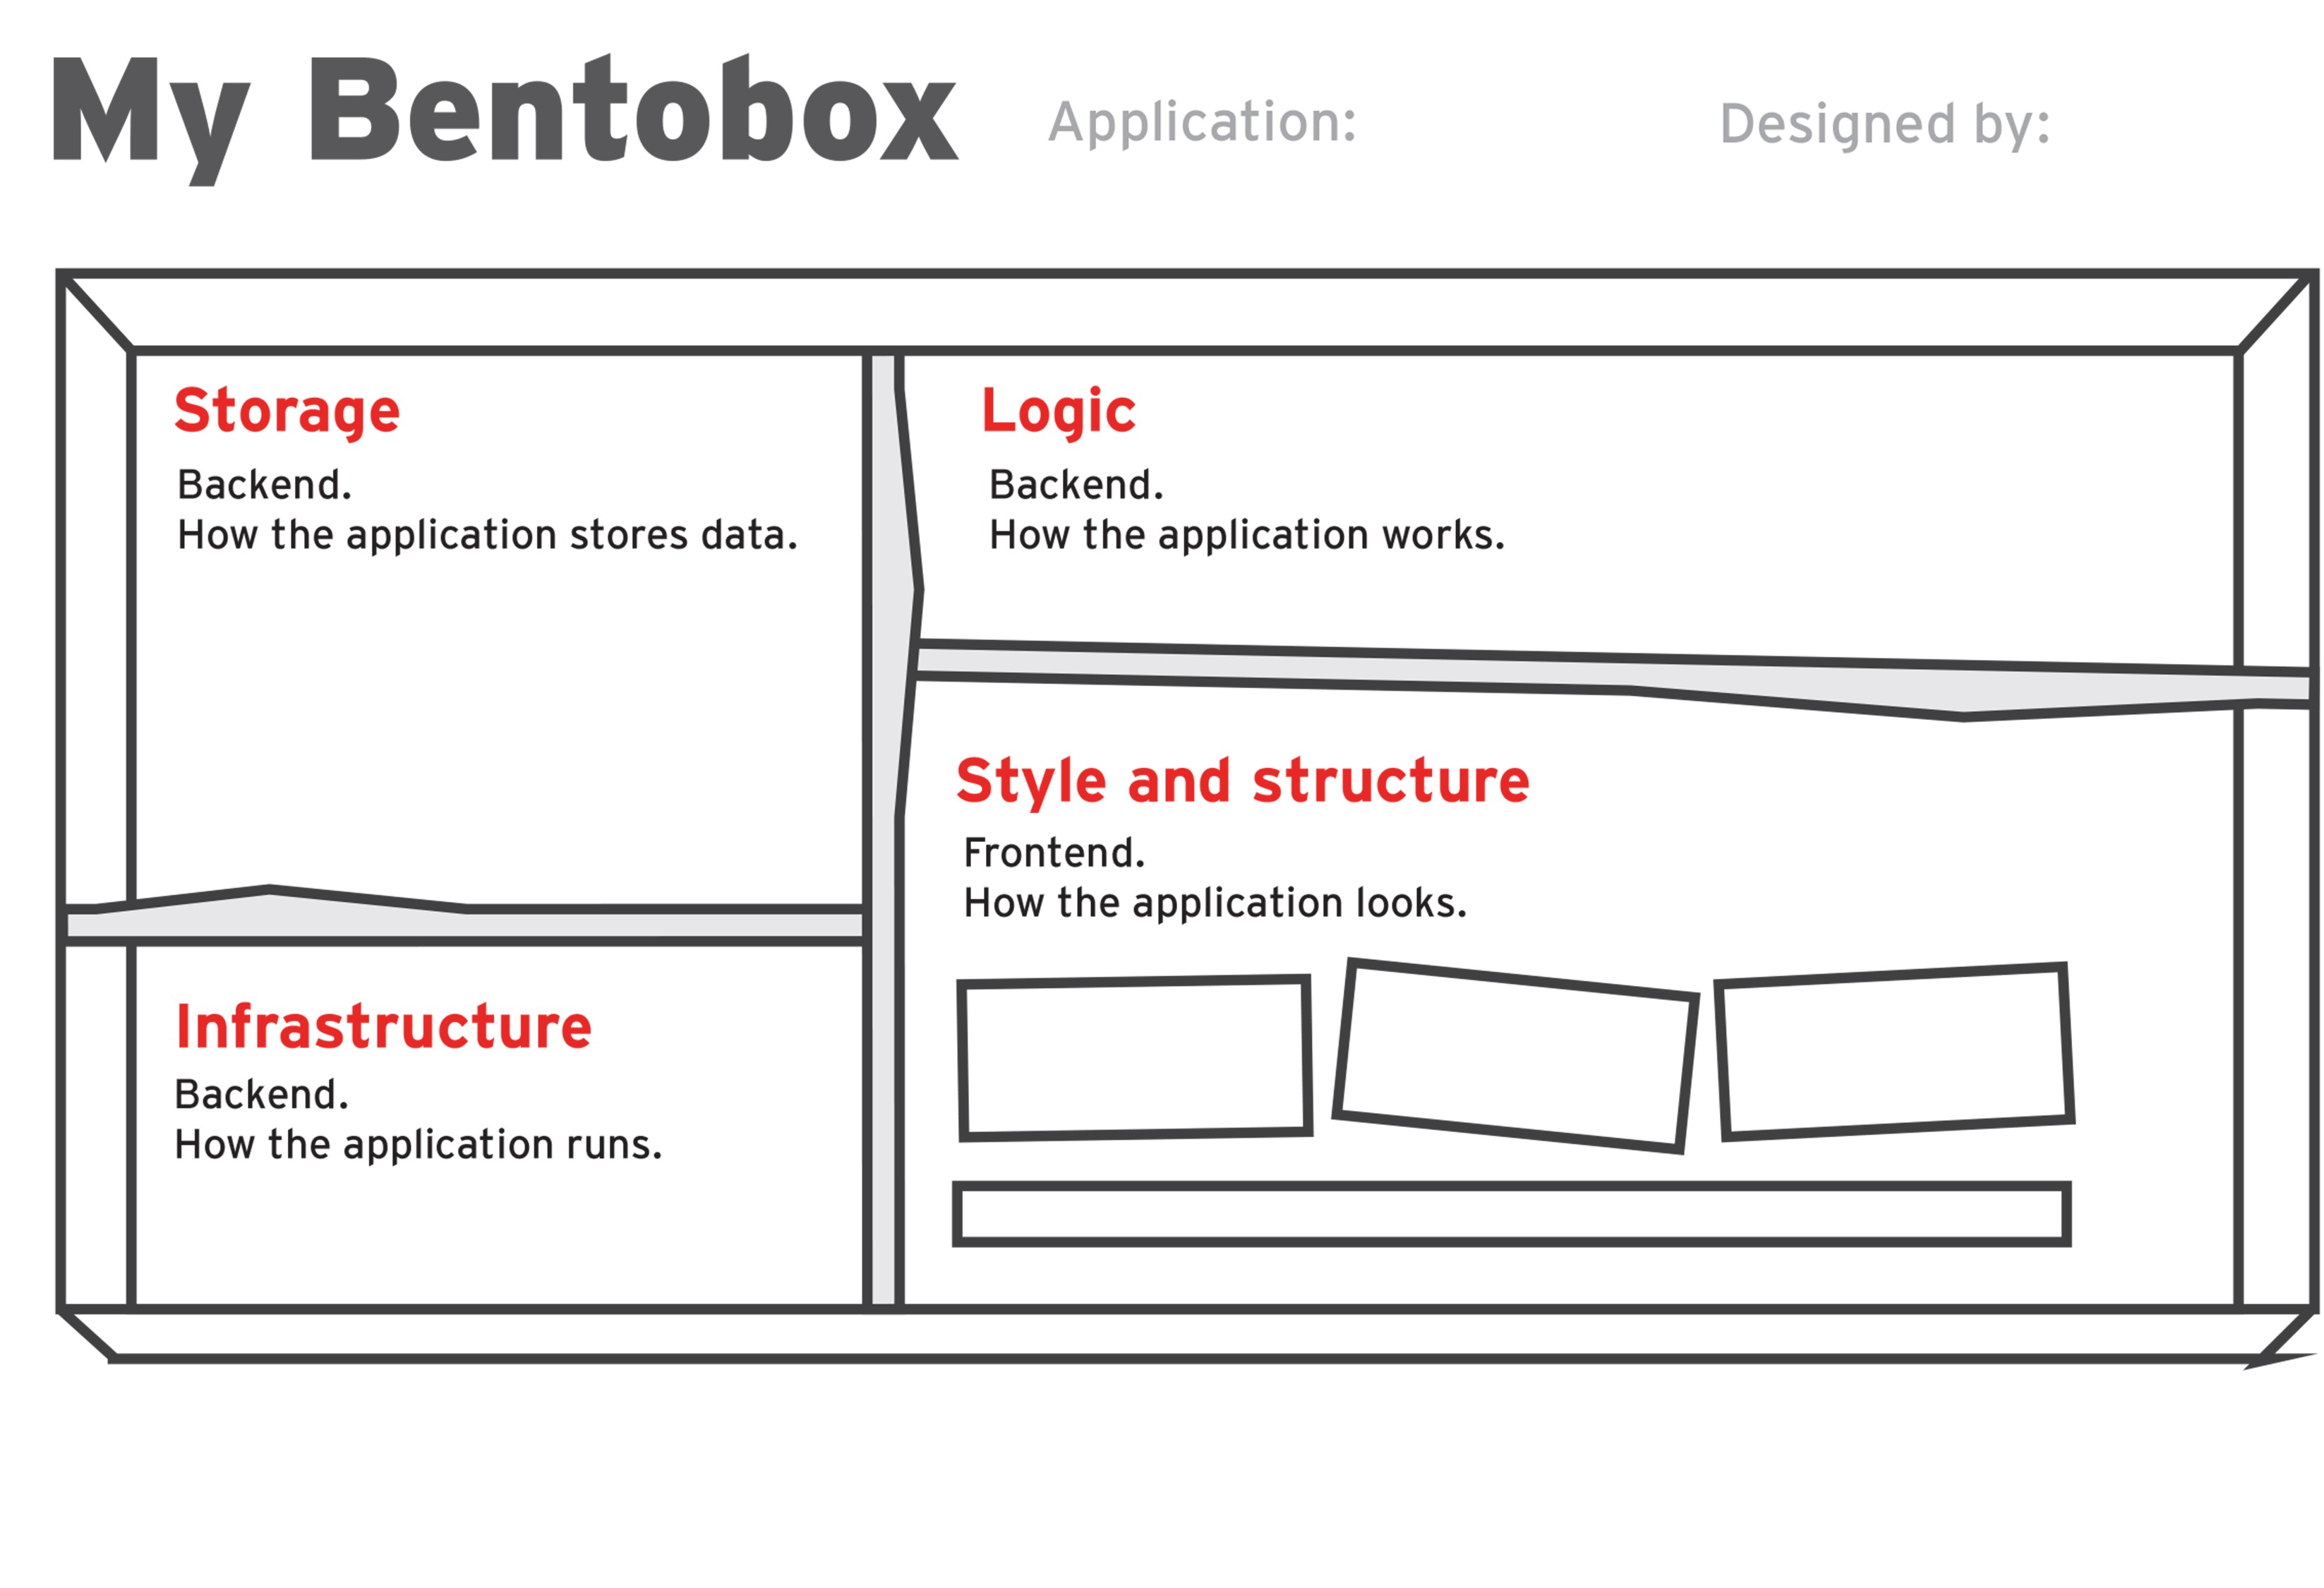 My Bentobox
Application:
Designed by:
Storage
Backend.
How the application stores data.
Logic
Backend.
How the application works.
Style and structure
Frontend.
How the application looks.
Infrastructure
Backend.
How the application runs.